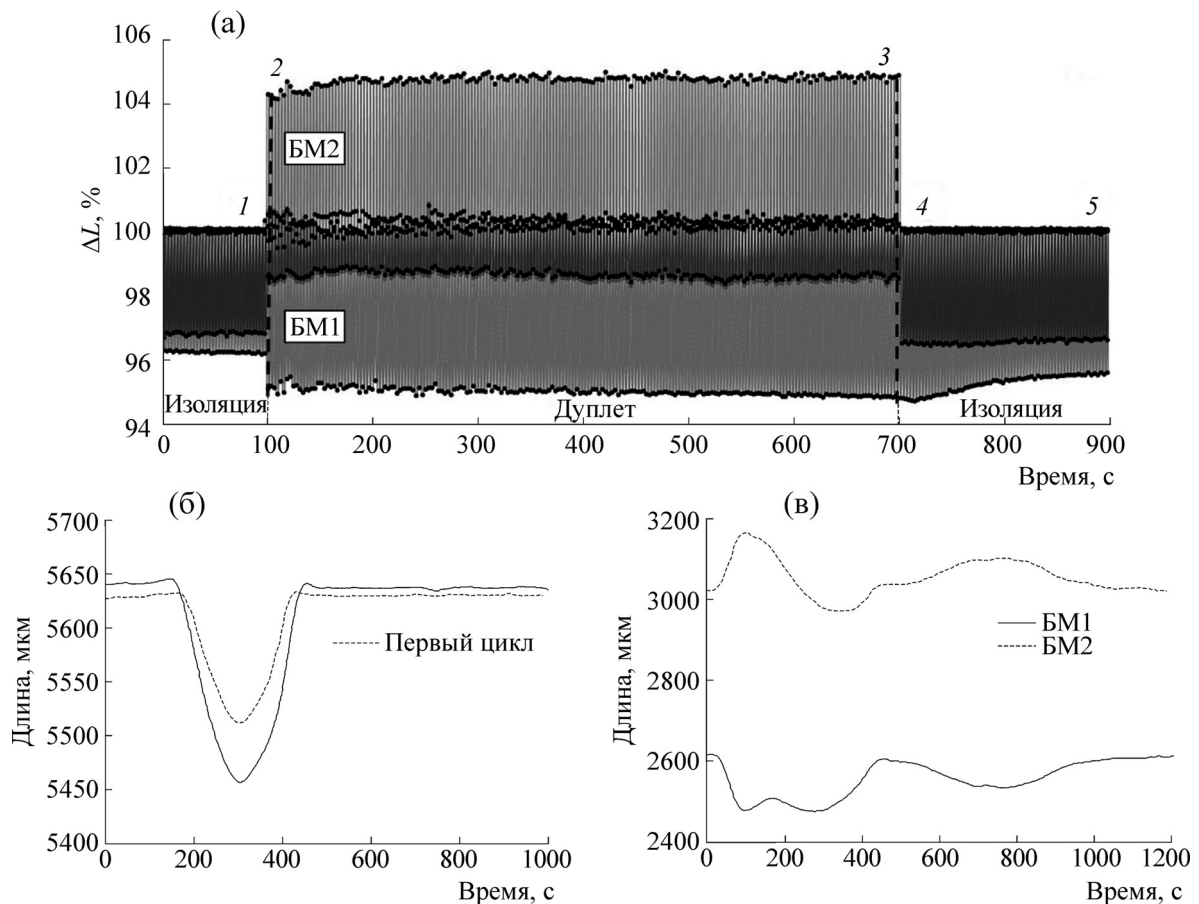 (а)
106
104
102
100
98
96
94
ΔL, %
1
2
3
4
5
БМ2
БМ1
Изоляция
Дуплет
Изоляция
0 100 200 300 400 500 600 700 800 900
Время, с
(б)
5700
5650
5600
5550
5500
5450
5400
Длина, мкм
Первый цикл
0 200 400 600 800 1000
Время, с
(в)
3200
3000
2800
2600
2400
Длина, мкм
БМ1
БМ2
0 200 400 600 800 1000 1200
Время, с